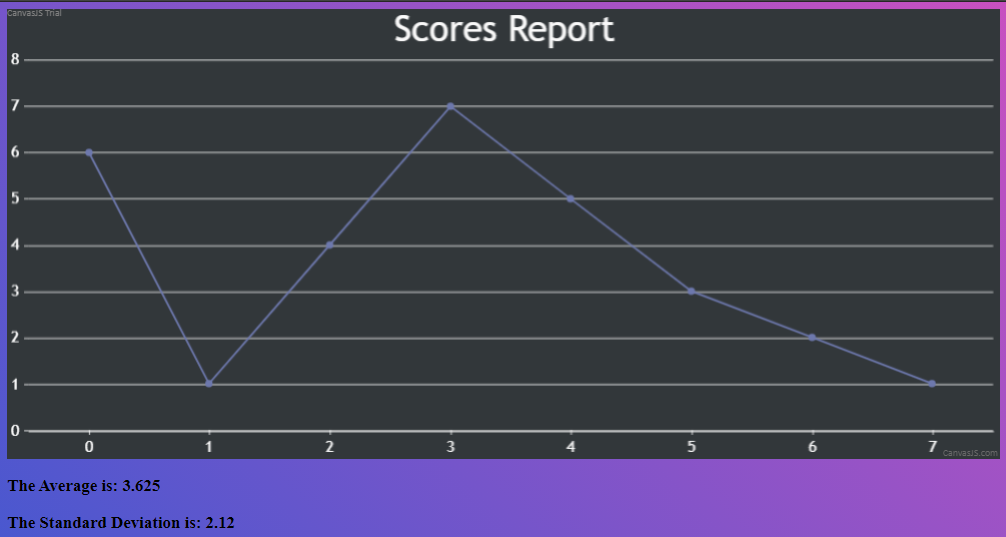 CanvasJS Trial
Scores Report
8
7
6
5
4
3
2
1
0
0 1 2 3 4 5 6 7
CanvasJS.com
The Average is: 3.625
The Standard Deviation is: 2.12